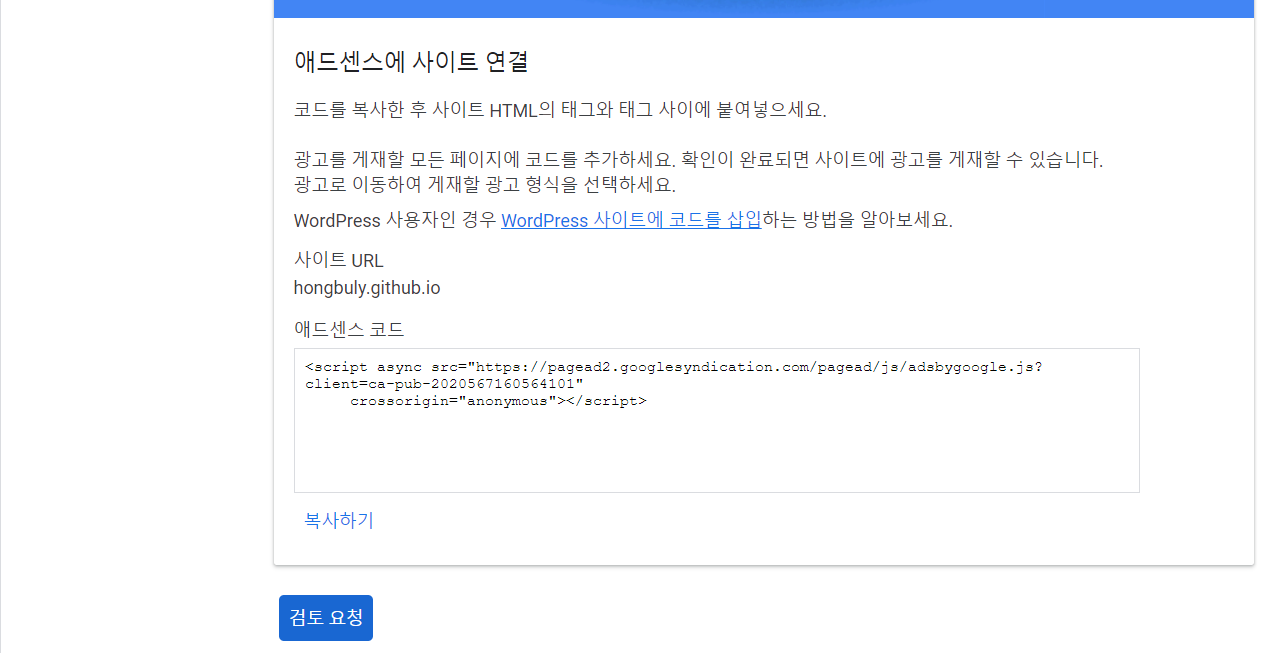 애드센스에 사이트 연결
코드를 복사한 후 사이트 HTML의 태그와 태그 사이에 붙여넣으세요.
광고를 게재할 모든 페이지에 코드를 추가하세요. 확인이 완료되면 사이트에 광고를 게재할 수 있습니다.
광고로 이동하여 게재할 광고 형식을 선택하세요.
WordPress 사용자인 경우 WordPress 사이트에 코드를 삽입하는 방법을 알아보세요.
사이트 URL
hongbuly.github.io
애드센스 코드
<script async src="https://pagead2.googlesyndication.com/pagead/js/adsbygoogle.js?
client=ca-pub-2020567160564101"
crossorigin="anonymous"></script>
복사하기
검토 요청